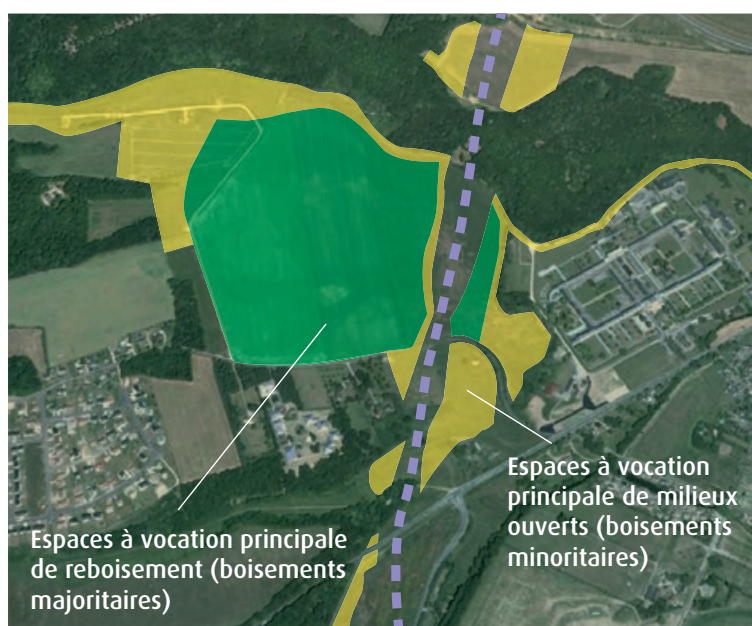 Espaces à vocation
principale de milieux
ouverts (boisements
minoritaires)
Espaces à vocation principale
de reboisement (boisements
majoritaires)